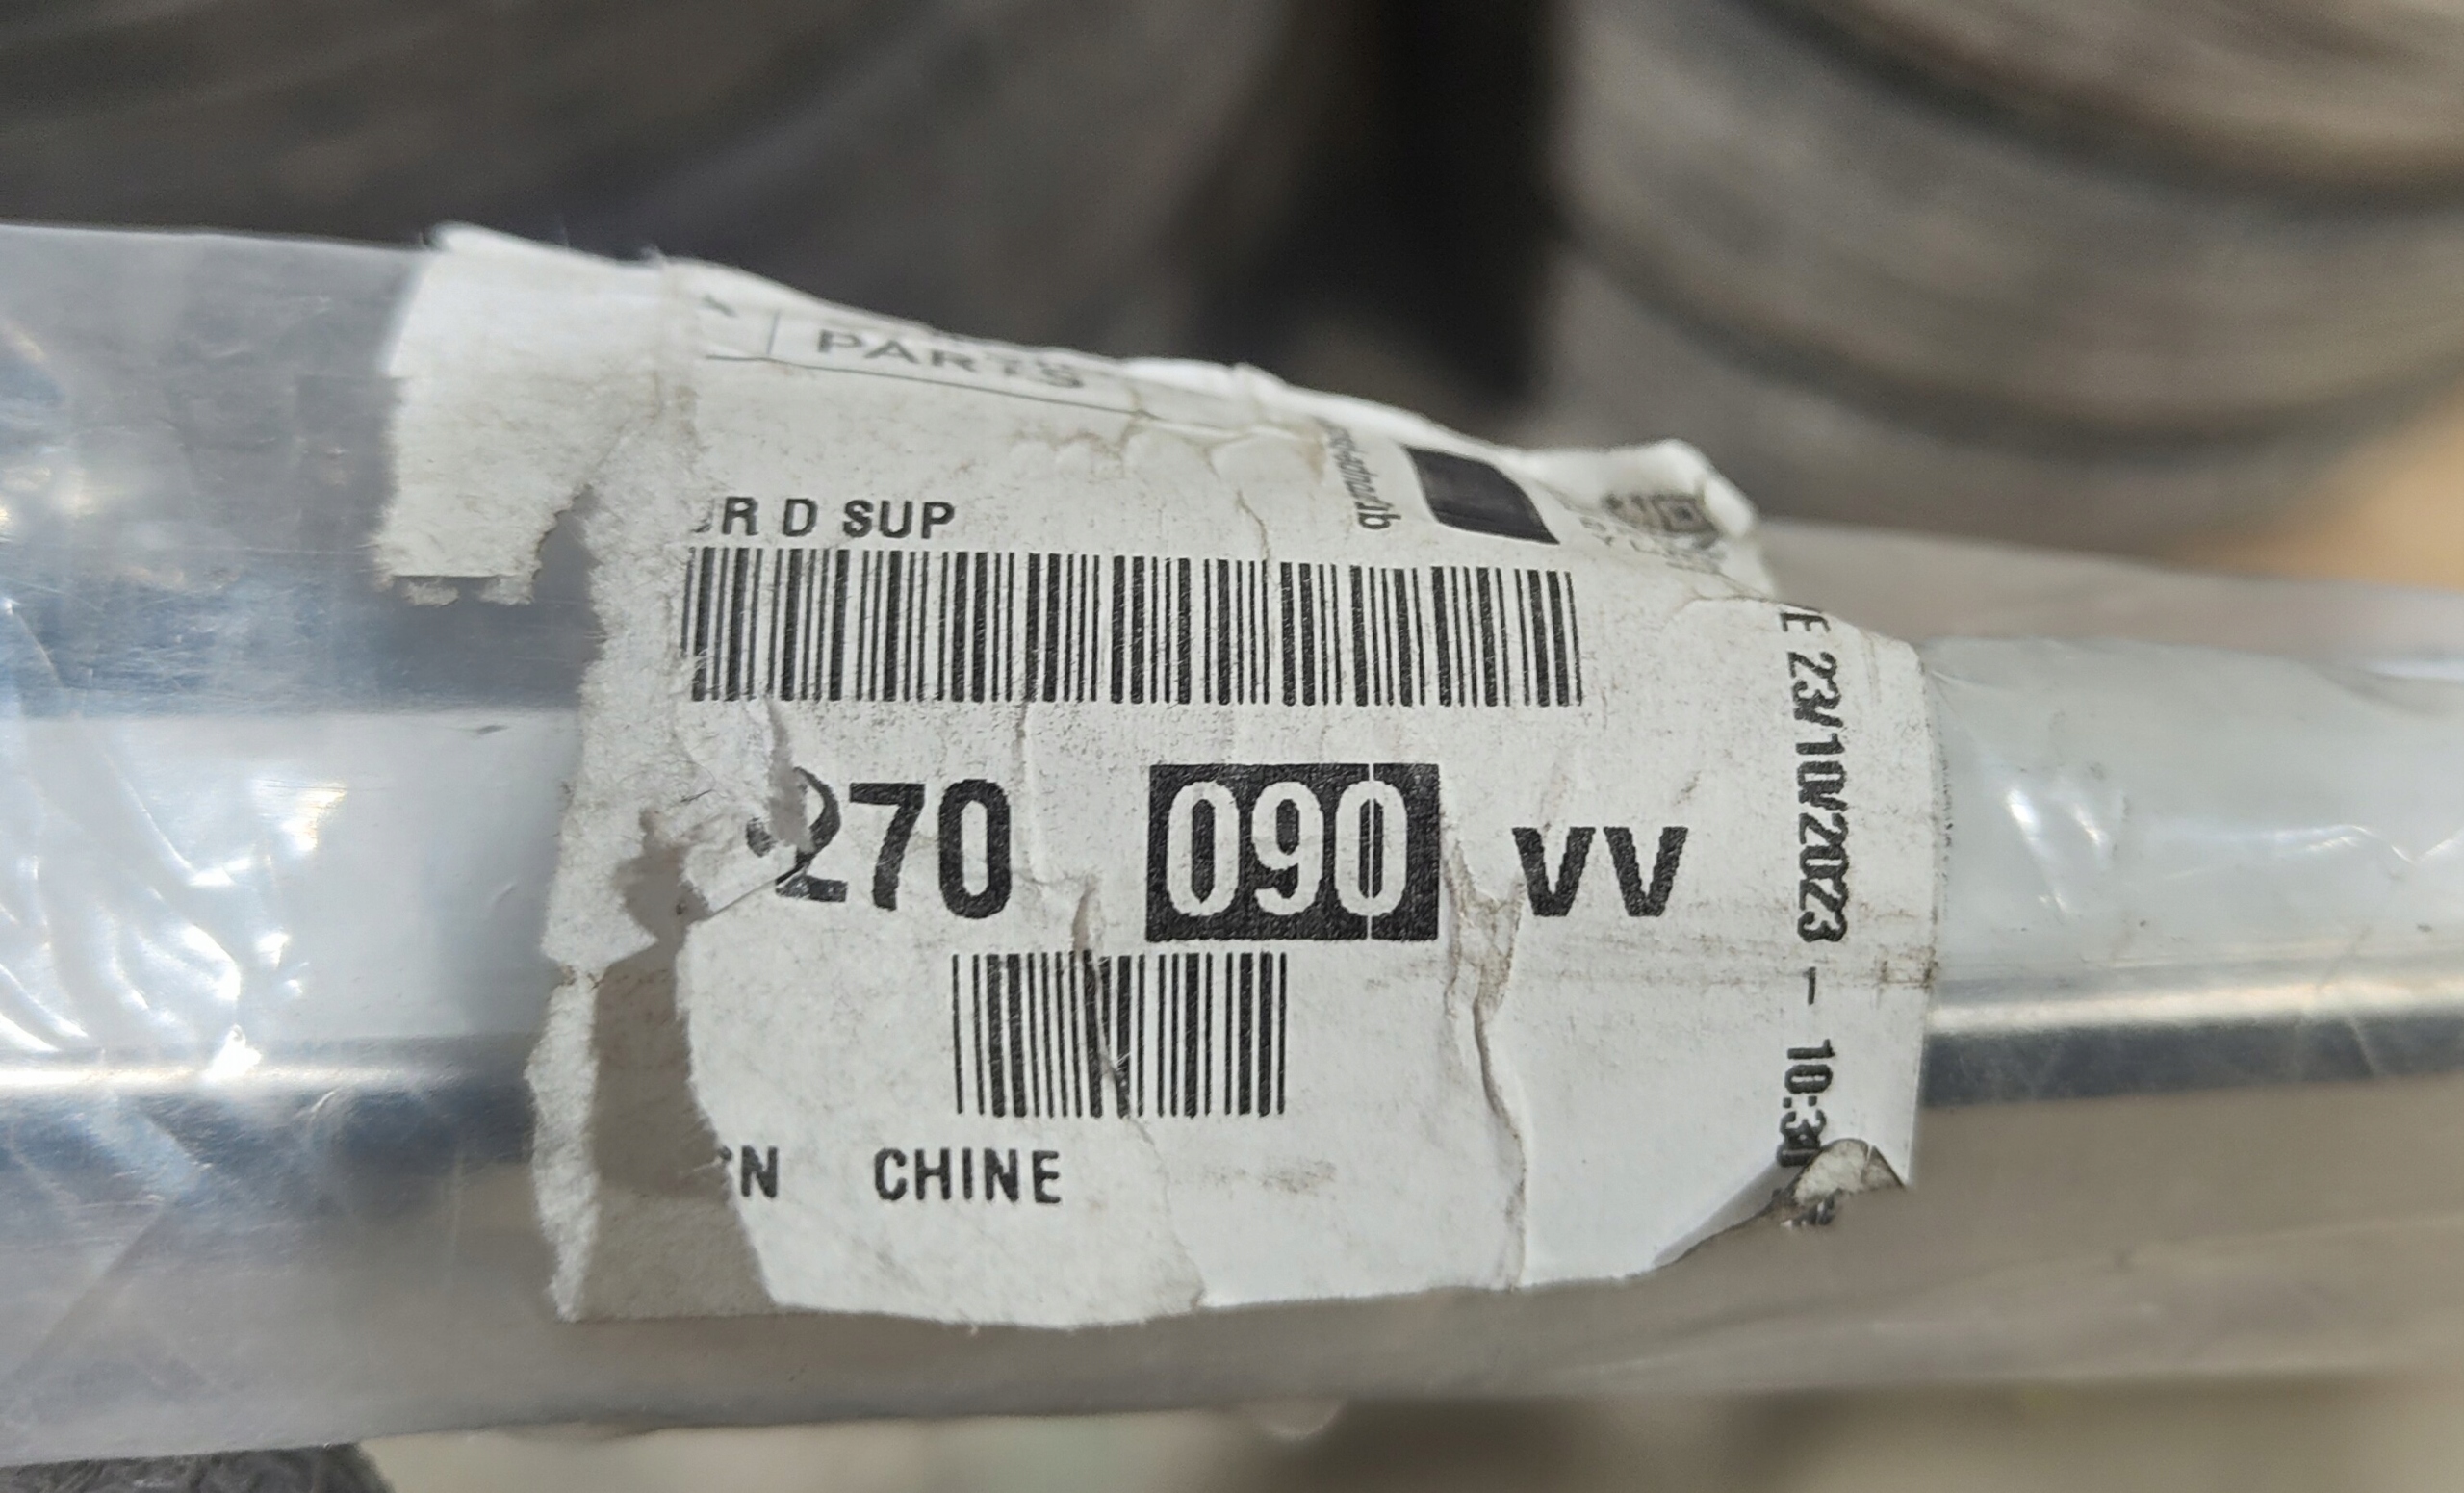 PARTS
R D SUP
270 090 VV
N CHINE
E 23/10/2023 - 10:3